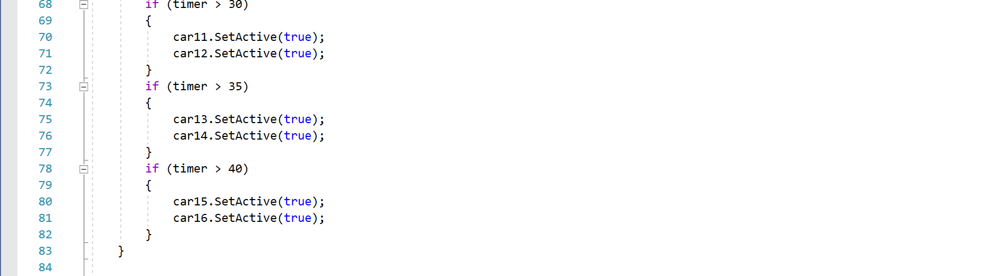 68 if (timer > 30)
69 {
70 car11.SetActive(true);
71 car12.SetActive(true);
72 }
73 if (timer > 35)
74 {
75 car13.SetActive(true);
76 car14.SetActive(true);
77 }
78 if (timer > 40)
79 {
80 car15.SetActive(true);
81 car16.SetActive(true);
82 }
83 }
84